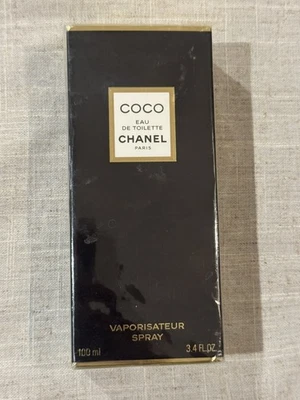 COCO
EAU
DE TOILETTE
CHANEL
PARIS
VAPORISATEUR
SPRAY
100 ml 3.4 FL.OZ